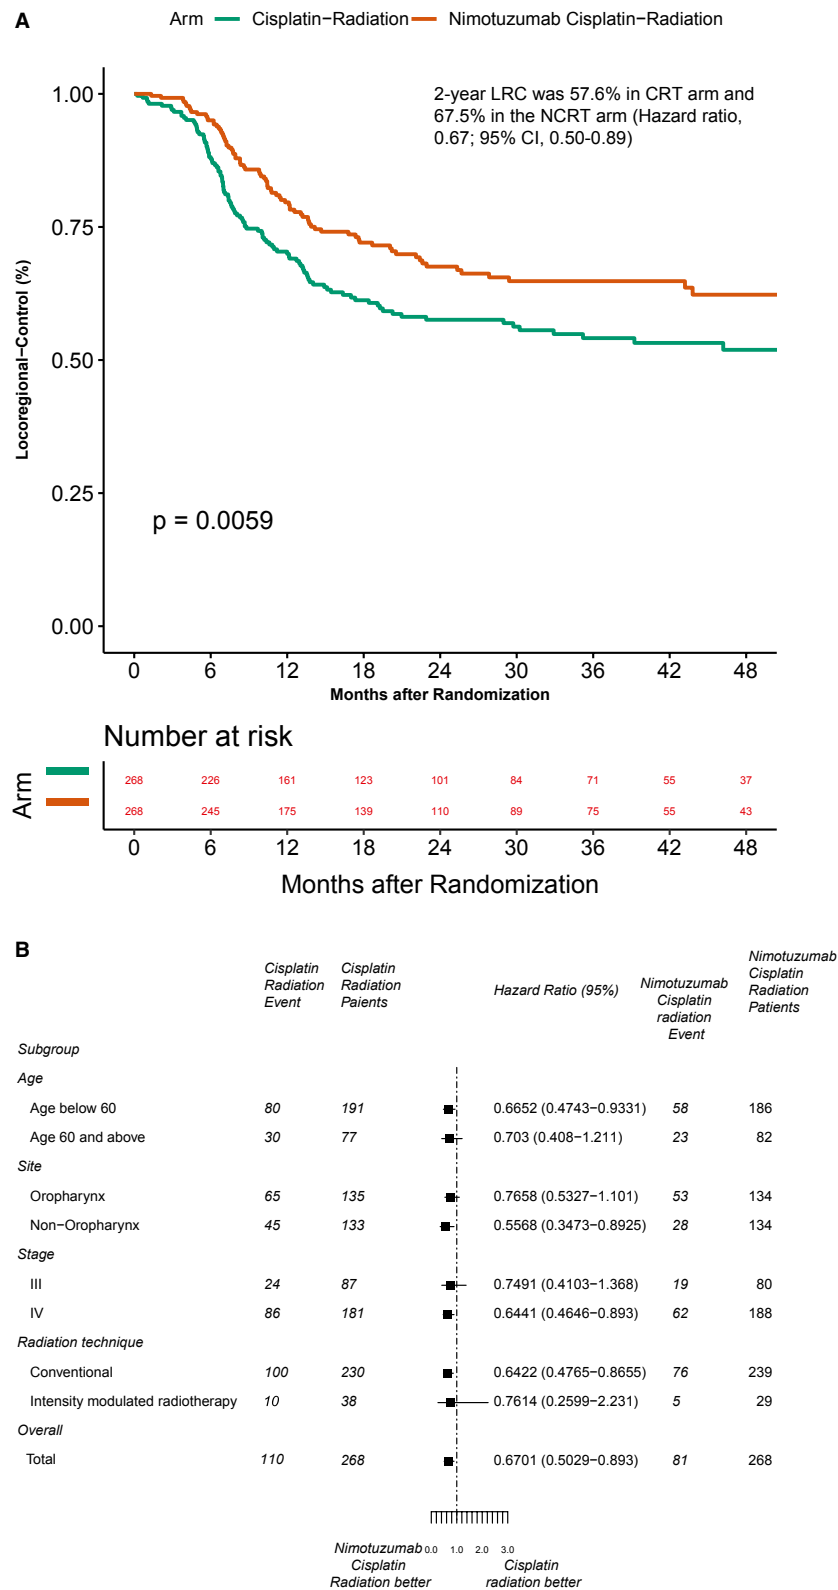 A
Arm Cisplatin−Radiation Nimotuzumab Cisplatin−Radiation
2-year LRC was 57.6% in CRT arm and
67.5% in the NCRT arm (Hazard ratio,
0.67; 95% CI, 0.50-0.89)
1.00
0.75
0.50
0.25
0.00
Locoregional−Control (%)
p = 0.0059
0 6 12 18 24 30 36 42 48
Months after Randomization
Number at risk
Arm
268 226 161 123 101 84 71 55 37
268 245 175 139 110 89 75 55 43
0 6 12 18 24 30 36 42 48
Months after Randomization
B
Cisplatin
Radiation
Event
Cisplatin
Radiation
Paients
Hazard Ratio (95%)
Nimotuzumab
Cisplatin
radiation
Event
Nimotuzumab
Cisplatin
Radiation
Patients
Subgroup
Age
Age below 60 80 191 0.6652 (0.4743−0.9331) 58 186
Age 60 and above 30 77 0.703 (0.408−1.211) 23 82
Site
Oropharynx 65 135 0.7658 (0.5327−1.101) 53 134
Non−Oropharynx 45 133 0.5568 (0.3473−0.8925) 28 134
Stage
III 24 87 0.7491 (0.4103−1.368) 19 80
IV 86 181 0.6441 (0.4646−0.893) 62 188
Radiation technique
Conventional 100 230 0.6422 (0.4765−0.8655) 76 239
Intensity modulated radiotherapy 10 38 0.7614 (0.2599−2.231) 5 29
Overall
Total 110 268 0.6701 (0.5029−0.893) 81 268
0.0 1.0 2.0 3.0
Nimotuzumab
Cisplatin
Radiation better
Cisplatin
radiation better